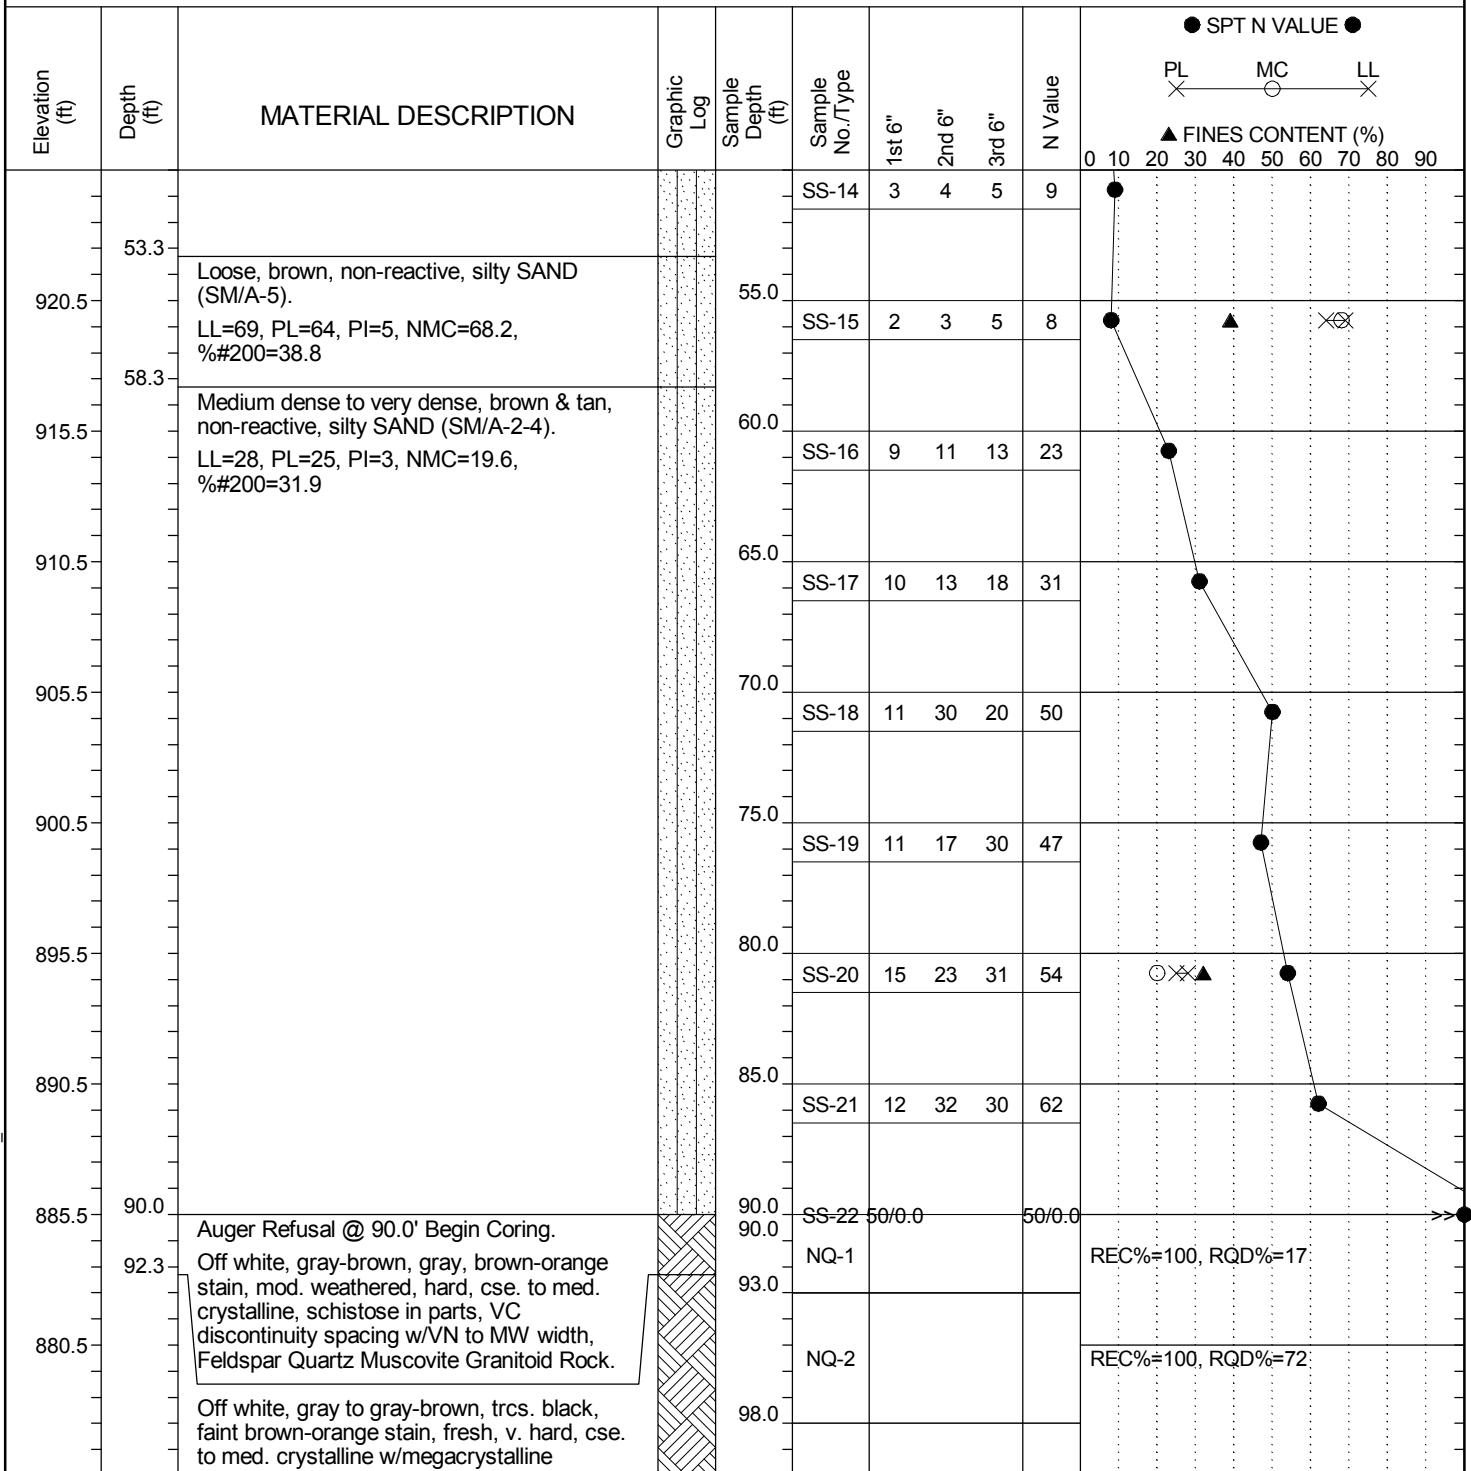 ● SPT N VALUE ●
PL MC LL
▲ FINES CONTENT (%)
0 10 20 30 40 50 60 70 80 90
Elevation (ft)
Depth (ft)
MATERIAL DESCRIPTION
Graphic Log
Sample Depth (ft)
Sample No./Type
1st 6"
2nd 6"
3rd 6"
N Value
SS-14 3 4 5 9
53.3
Loose, brown, non-reactive, silty SAND
(SM/A-5).
920.5 55.0
LL=69, PL=64, PI=5, NMC=68.2,
%#200=38.8
SS-15 2 3 5 8
58.3
Medium dense to very dense, brown & tan,
non-reactive, silty SAND (SM/A-2-4).
915.5 60.0
LL=28, PL=25, PI=3, NMC=19.6,
%#200=31.9
SS-16 9 11 13 23
910.5 65.0
SS-17 10 13 18 31
905.5 70.0
SS-18 11 30 20 50
900.5 75.0
SS-19 11 17 30 47
895.5 80.0
SS-20 15 23 31 54
890.5 85.0
SS-21 12 32 30 62
885.5 90.0 90.0
SS-22 50/0.0 50/0.0 >>
90.0
Auger Refusal @ 90.0' Begin Coring.
NQ-1 REC%=100, RQD%=17
92.3
Off white, gray-brown, gray, brown-orange
stain, mod. weathered, hard, cse. to med.
crystalline, schistose in parts, VC
discontinuity spacing w/VN to MW width,
Feldspar Quartz Muscovite Granitoid Rock.
93.0
880.5
NQ-2 REC%=100, RQD%=72
Off white, gray to gray-brown, trcs. black,
faint brown-orange stain, fresh, v. hard, cse.
to med. crystalline w/megacrystalline
98.0